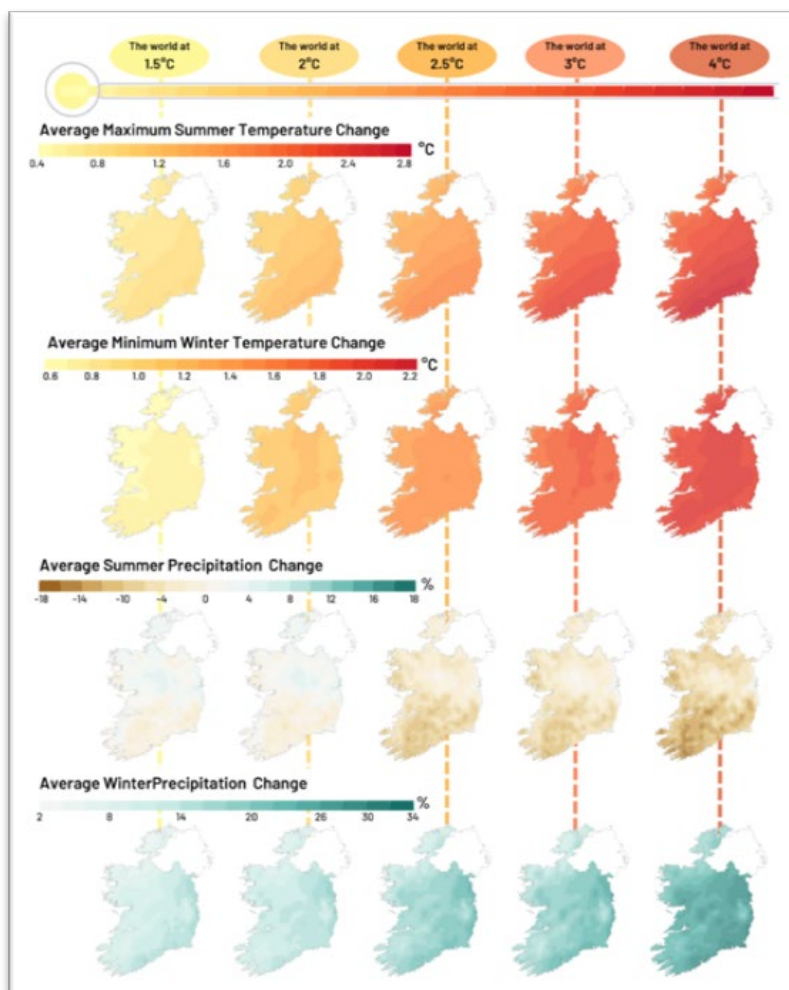 The world at The world at The world at The world at The world at
1.5°C 2°C 2.5°C 3°C 4°C
Average Maximum Summer Temperature Change
°C
0.4 0.8 1.2 1.6 2.0 2.4 2.8
Average Minimum Winter Temperature Change
°C
0.6 0.8 1.2 1.4 1.6 1.8 2.0 2.2
Average Summer Precipitation Change
%
-18 -14 -10 -4 0 4 8 12 16 18
Average WinterPrecipitation Change
%
2 8 14 20 26 30 34